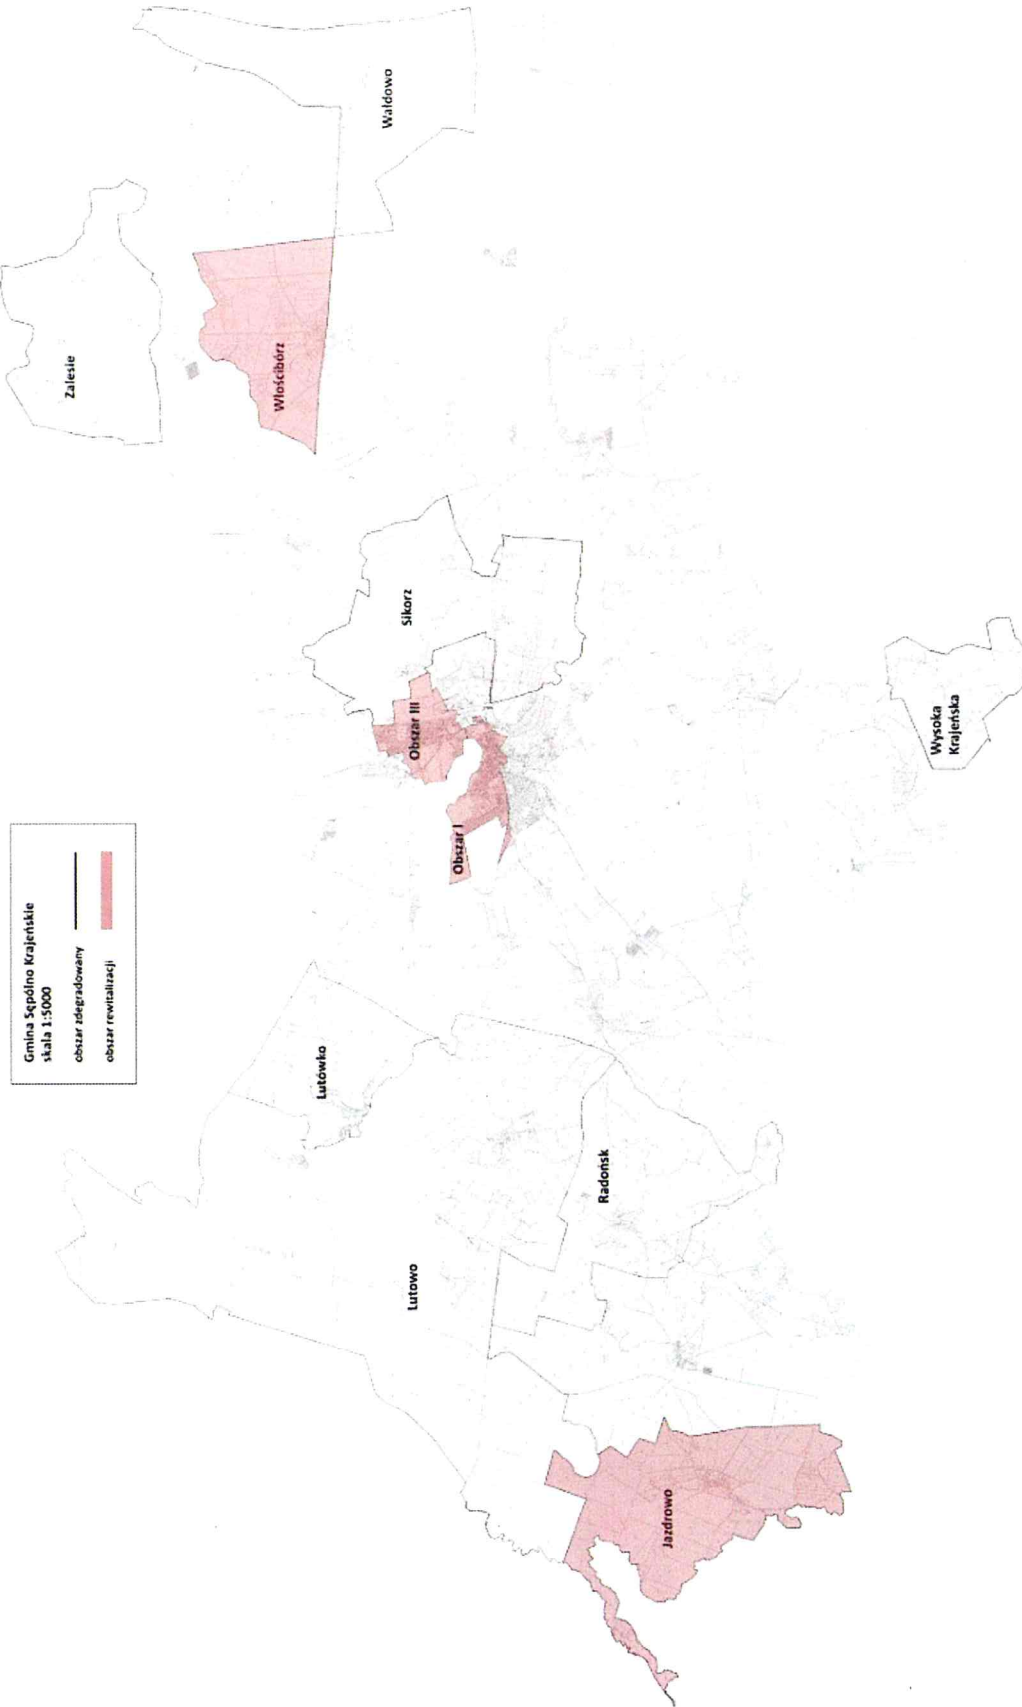 Gmina Sępólno Krajeńskie
skala 1:5000
obszar zdegradowany
obszar rewitalizacji
Zalesie
Wałdowo
Włościbórz
Sikorz
Obszar III
Obszar I
Lutówko
Lutowo
Radońsk
Jazdrowo
Wysoka
Krajeńska